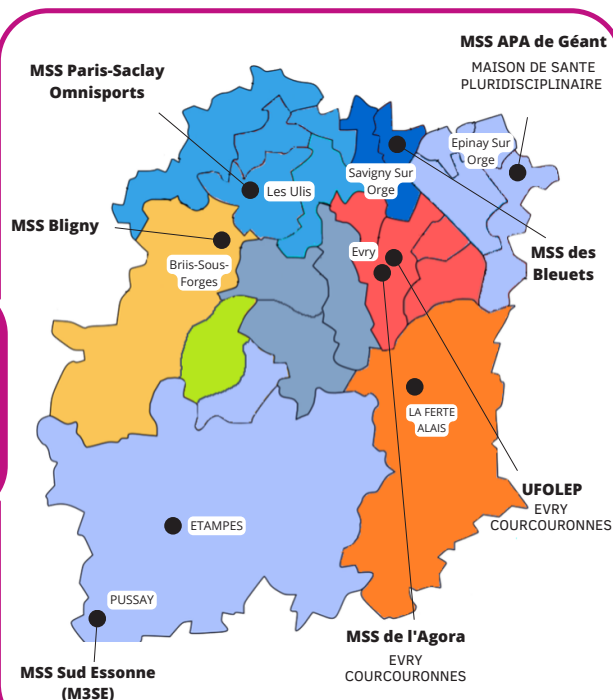 MSS APA de Géant
MAISON DE SANTE
PLURIDISCIPLINAIRE
MSS Paris-Saclay
Omnisports
Epinay Sur
Orge
Savigny Sur
Orge
Les Ulis
MSS Bligny
Briis-Sous-
Forges
Evry
MSS des
Bleuets
LA FERTE
ALAIS
UFOLEP
EVRY
COURCOURONNES
ETAMPES
PUSSAY
MSS de l'Agora
EVRY
COURCOURONNES
MSS Sud Essonne
(M3SE)